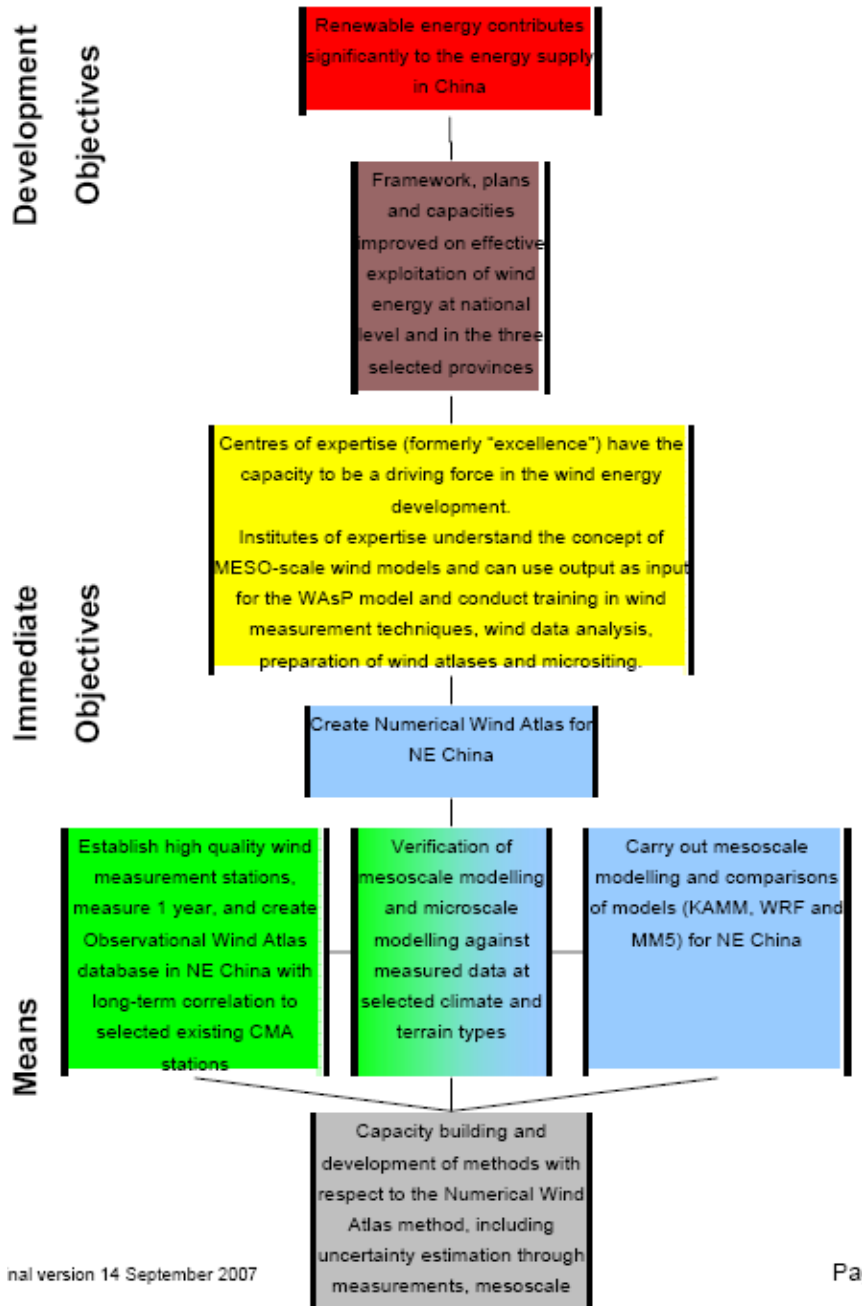 Development
Objectives
Renewable energy contributes
significantly to the energy supply
in China
Framework, plans
and capacities
improved on effective
exploitation of wind
energy at national
level and in the three
selected provinces
Immediate
Objectives
Centres of expertise (formerly "excellence") have the
capacity to be a driving force in the wind energy
development.
Institutes of expertise understand the concept of
MESO-scale wind models and can use output as input
for the WAsP model and conduct training in wind
measurement techniques, wind data analysis,
preparation of wind atlases and micrositing.
Create Numerical Wind Atlas for
NE China
Means
Establish high quality wind
measurement stations,
measure 1 year, and create
Observational Wind Atlas
database in NE China with
long-term correlation to
selected existing CMA
stations
Verification of
mesoscale modelling
and microscale
modelling against
measured data at
selected climate and
terrain types
Carry out mesoscale
modelling and comparisons
of models (KAMM, WRF and
MM5) for NE China
Capacity building and
development of methods with
respect to the Numerical Wind
Atlas method, including
uncertainty estimation through
measurements, mesoscale
inal version 14 September 2007
Pa